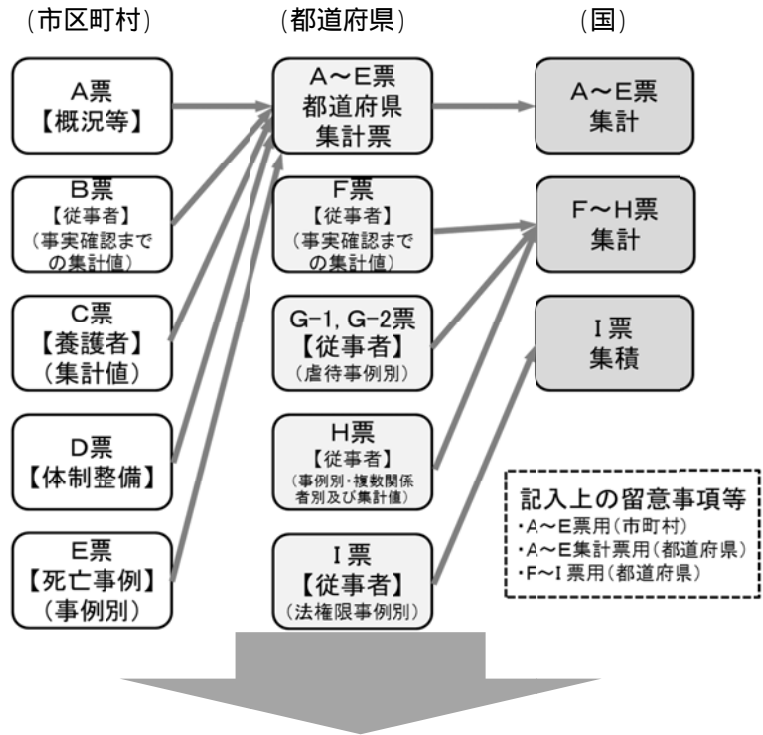 (市区町村)
(都道府県)
(国)
A票
【概況等】
B票
【従事者】
(事実確認まで
の集計値)
C票
【養護者】
(集計値)
D票
【体制整備】
E票
【死亡事例】
(事例別)
A～E票
都道府県
集計票
F票
【従事者】
(事実確認まで
の集計値)
G-1, G-2票
【従事者】
(虐待事例別)
H票
【従事者】
(事例別・複数関係
者別及び集計値)
I票
【従事者】
(法権限事例別)
A～E票
集計
F～H票
集計
I票
集積
記入上の留意事項等
・A～E票用(市町村)
・A～E集計票用(都道府県)
・F～I票用(都道府県)